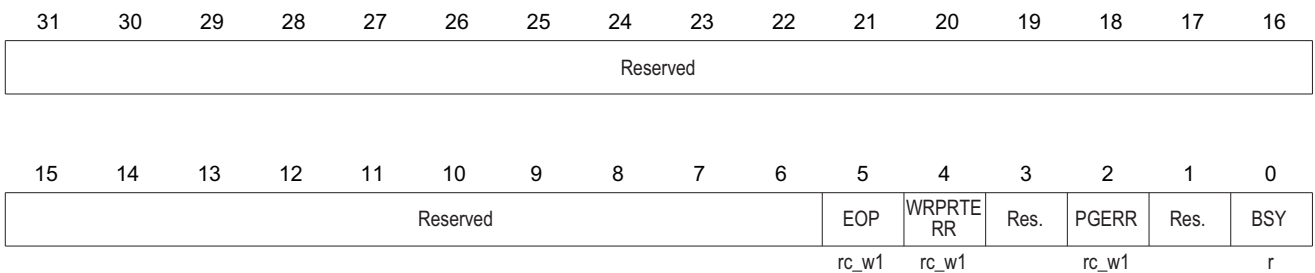 31 30 29 28 27 26 25 24 23 22 21 20 19 18 17 16
Reserved
15 14 13 12 11 10 9 8 7 6 5 4 3 2 1 0
Reserved EOP WRPRTE Res. PGERR Res. BSY
RR
rc_w1 rc_w1 rc_w1 r